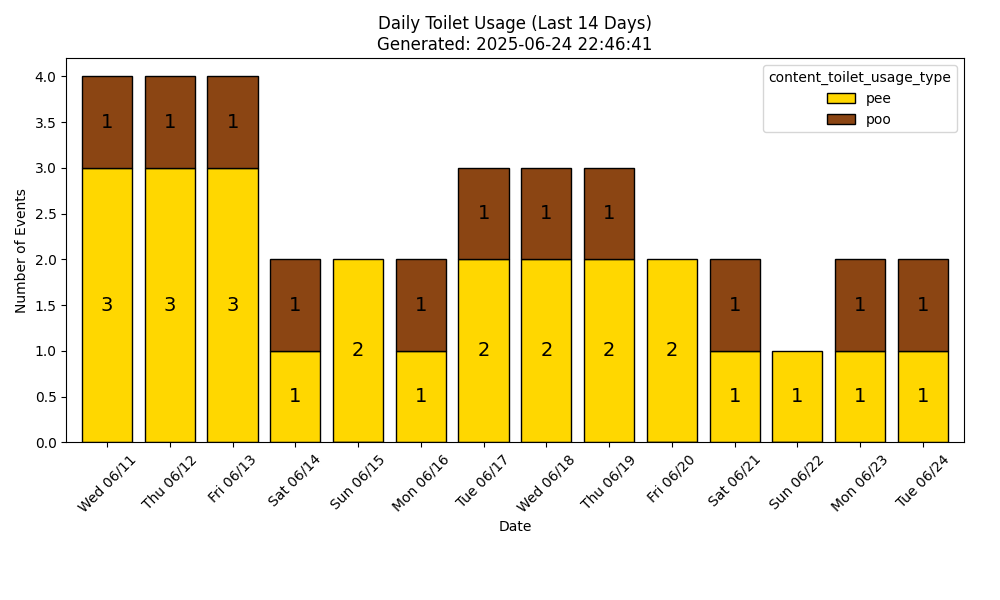 Daily Toilet Usage (Last 14 Days)
Generated: 2025-06-24 22:46:41
content_toilet_usage_type
pee
poo
Number of Events
4.0
3.5
3.0
2.5
2.0
1.5
1.0
0.5
0.0
1 1 1
1 1 1
3 3 3 1 1 1 1 1
2 2 2 2 2
1 1 1 1 1 1
Wed 06/11
Thu 06/12
Fri 06/13
Sat 06/14
Sun 06/15
Mon 06/16
Tue 06/17
Wed 06/18
Thu 06/19
Fri 06/20
Sat 06/21
Sun 06/22
Mon 06/23
Tue 06/24
Date